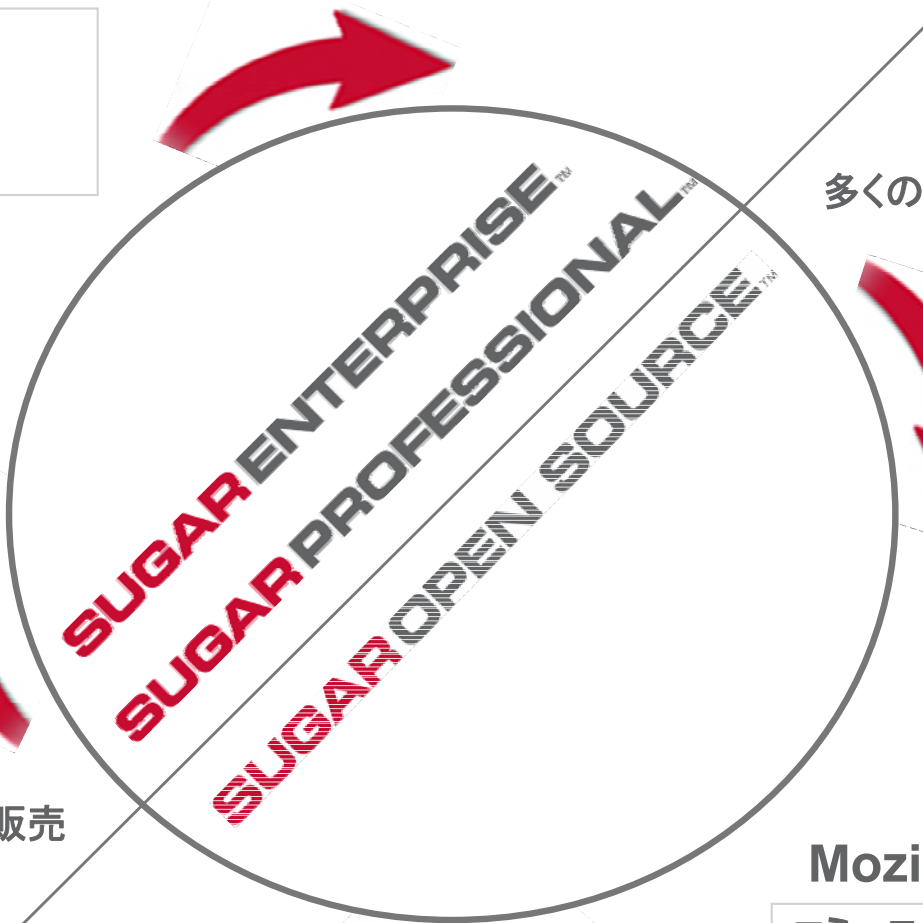 SUGARENTERPRISE™
SUGARPROFESSIONAL™
SUGAROPEN SOURCE™
多くの
販売
Mozi